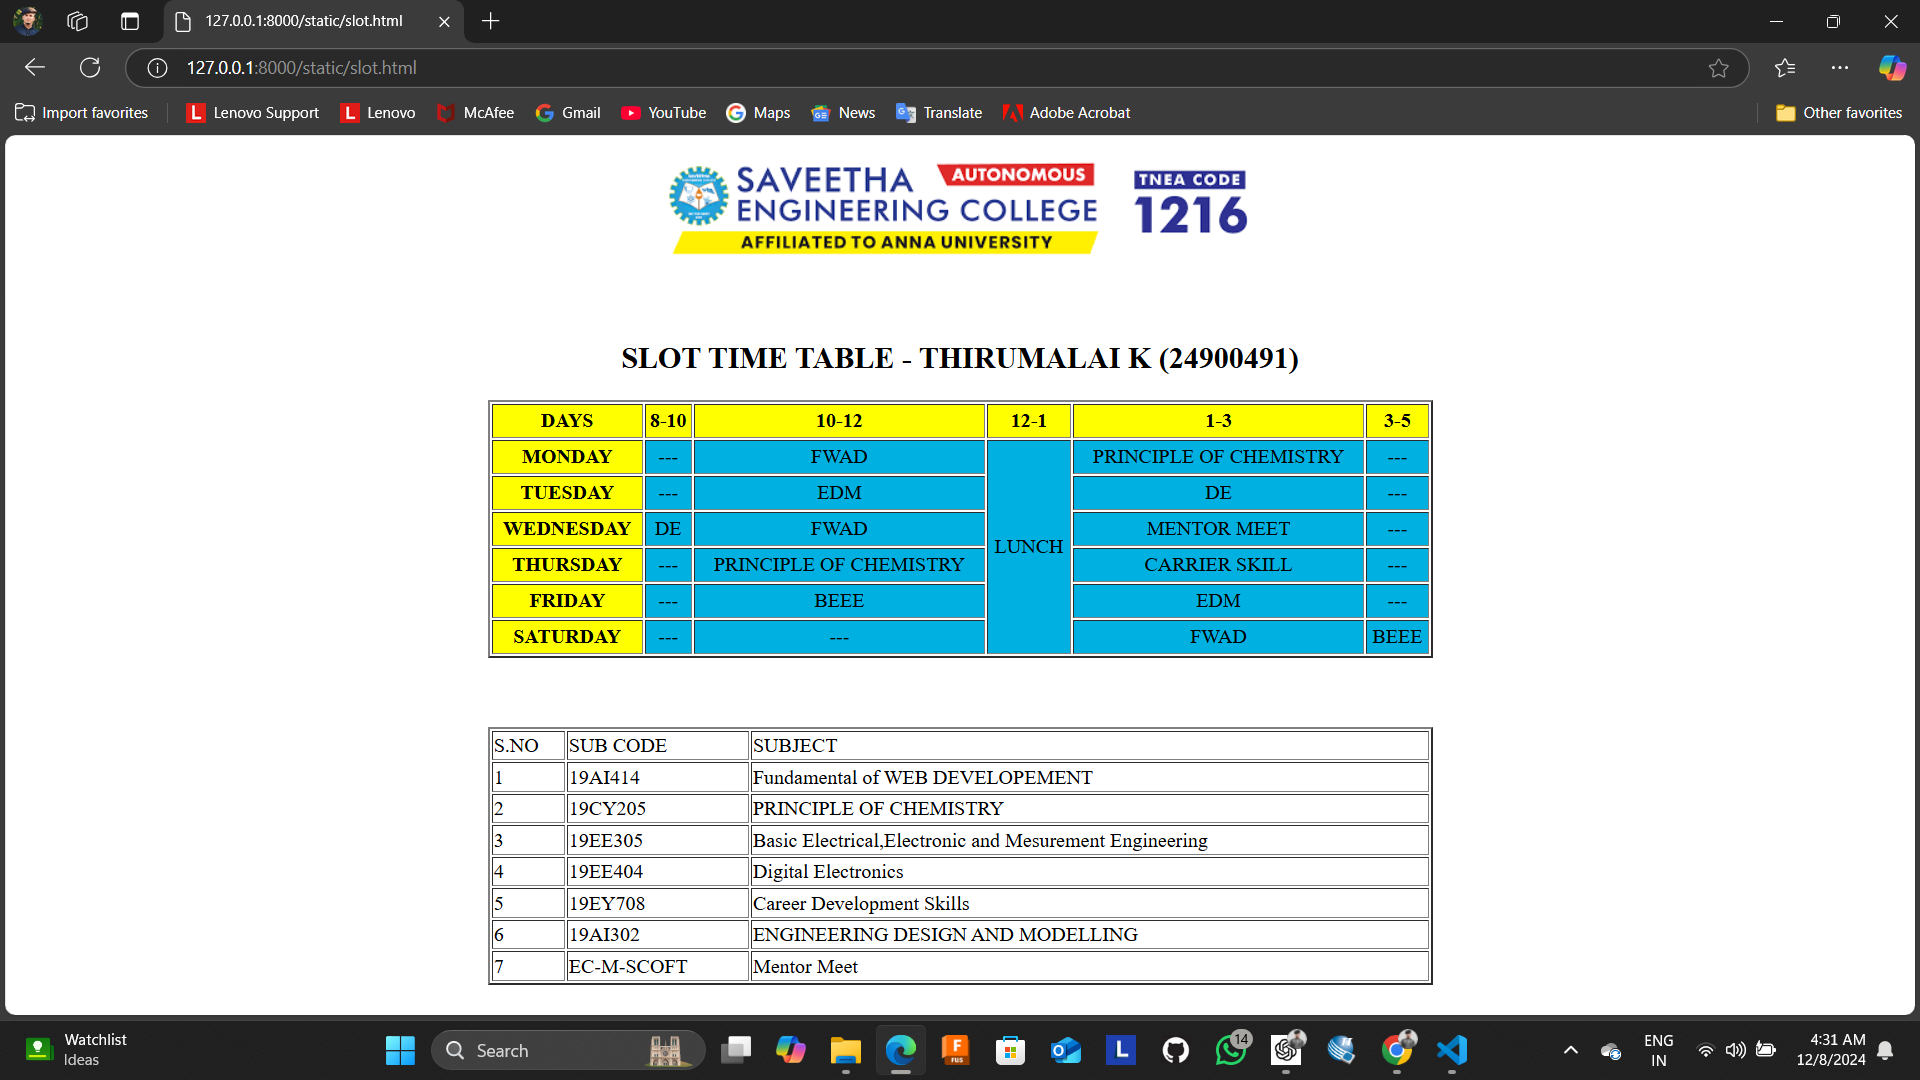 127.0.0.1:8000/static/slot.html
127.0.0.1:8000/static/slot.html
Import favorites L Lenovo Support L Lenovo McAfee Gmail YouTube Maps News Translate Adobe Acrobat Other favorites
SAVEETHA AUTONOMOUS
ENGINEERING COLLEGE
AFFILIATED TO ANNA UNIVERSITY
TNEA CODE
1216
SLOT TIME TABLE - THIRUMALAI K (24900491)
DAYS 8-10 10-12 12-1 1-3 3-5
MONDAY --- FWAD PRINCIPLE OF CHEMISTRY ---
TUESDAY --- EDM DE ---
WEDNESDAY DE FWAD MENTOR MEET ---
LUNCH
THURSDAY --- PRINCIPLE OF CHEMISTRY CARRIER SKILL ---
FRIDAY --- BEEE EDM ---
SATURDAY --- --- FWAD BEEE
S.NO SUB CODE SUBJECT
1 19AI414 Fundamental of WEB DEVELOPEMENT
2 19CY205 PRINCIPLE OF CHEMISTRY
3 19EE305 Basic Electrical,Electronic and Mesurement Engineering
4 19EE404 Digital Electronics
5 19EY708 Career Development Skills
6 19AI302 ENGINEERING DESIGN AND MODELLING
7 EC-M-SCOFT Mentor Meet
Watchlist
Ideas
Search
F
FUS
L
14
ENG
IN
4:31 AM
12/8/2024